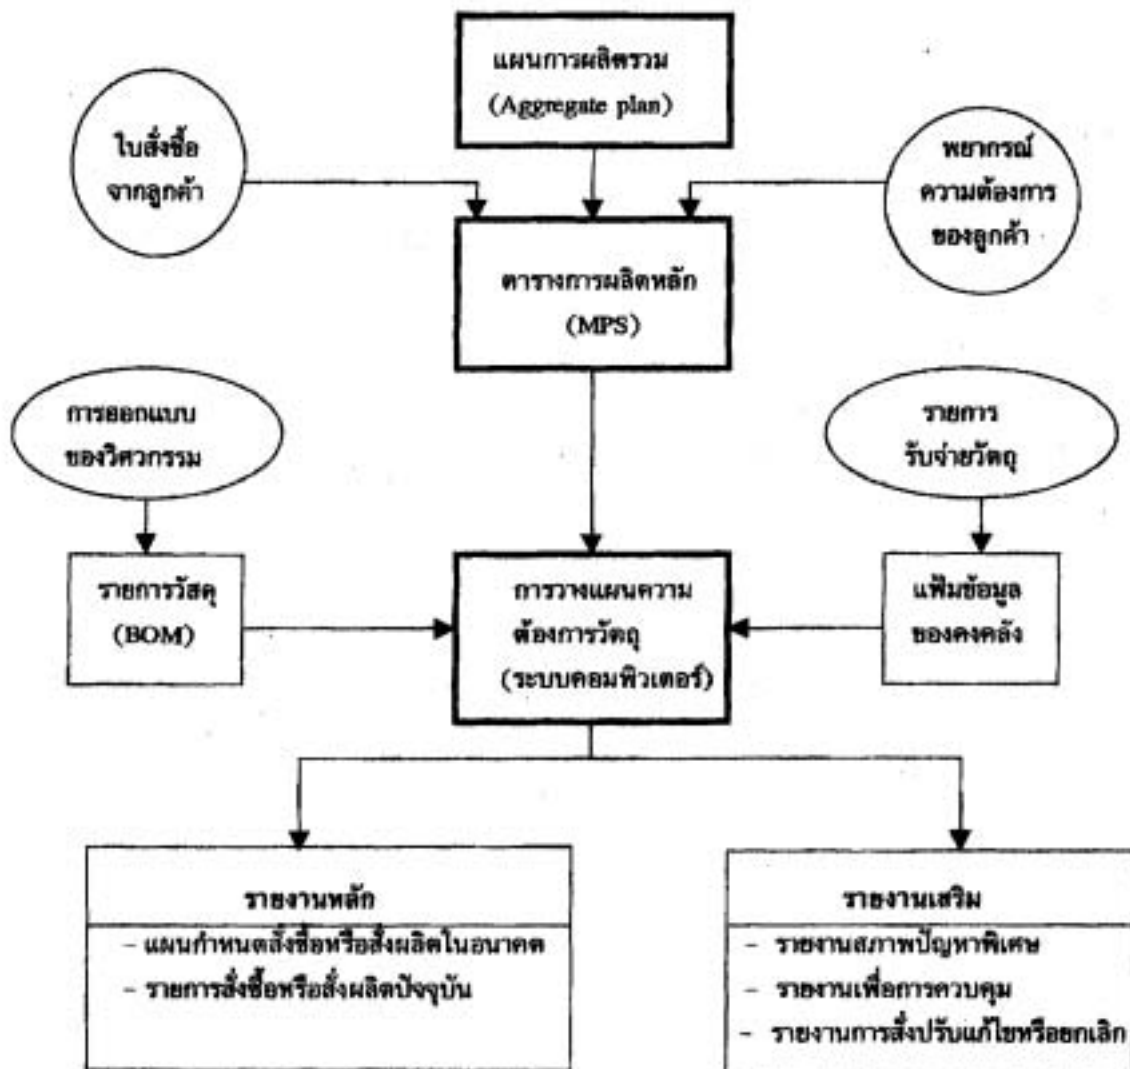 แผนการผลิตรวม
(Aggregate plan)
ใบสั่งซื้อ
จากลูกค้า
พยากรณ์
ความต้องการ
ของลูกค้า
ตารางการผลิตหลัก
(MPS)
การออกแบบ
ของวิศวกรรม
รายการ
รับจ่ายวัตถุ
รายการวัสดุ
(BOM)
การวางแผนความ
ต้องการวัตถุ
(ระบบคอมพิวเตอร์)
แฟ้มข้อมูล
ของคงคลัง
รายงานหลัก
- แผนกำหนดสั่งซื้อหรือสั่งผลิตในอนาคต
- รายการสั่งซื้อหรือสั่งผลิตปัจจุบัน
รายงานเสริม
- รายงานสภาพปัญหาพิเศษ
- รายงานเพื่อการควบคุม
- รายงานการสั่งปรับแก้ไขหรือยกเลิก